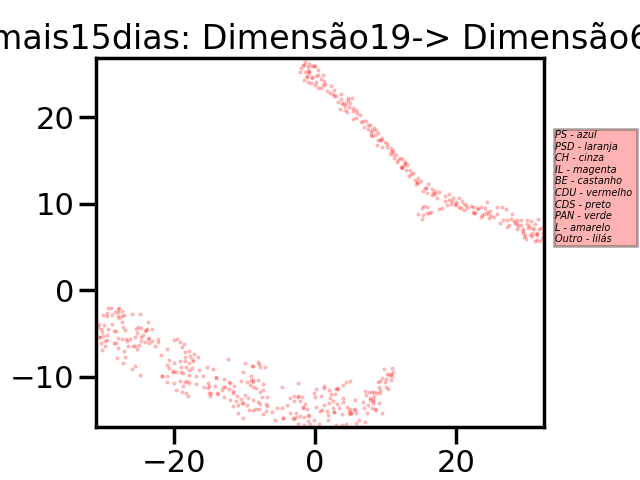 mais15dias: Dimensão19-> Dimensão6
20
10
0
−10
−20
0
20
PS - azul
PSD - laranja
CH - cinza
IL - magenta
BE - castanho
CDU - vermelho
CDS - preto
PAN - verde
L - amarelo
Outro - lilás